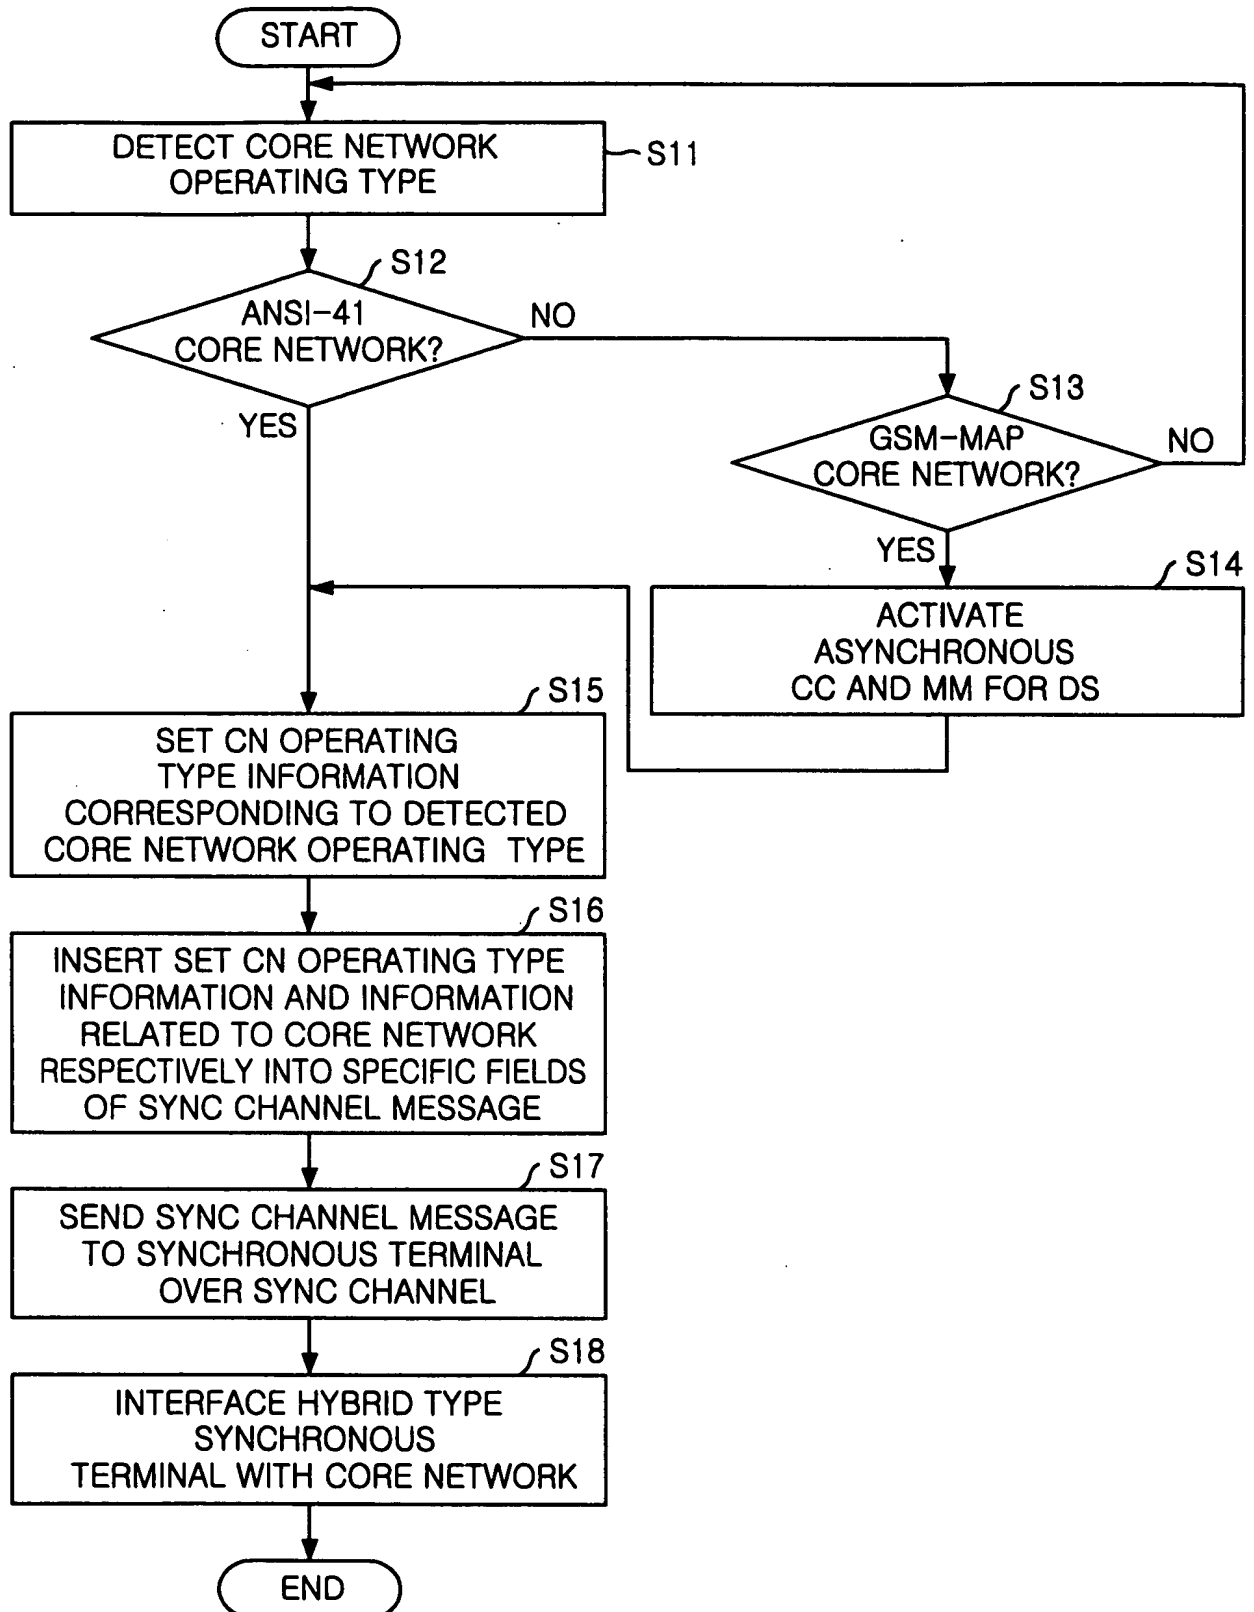 START
DETECT CORE NETWORK
OPERATING TYPE
S11
S12
ANSI-41
CORE NETWORK?
NO
YES
S13
GSM-MAP
CORE NETWORK?
NO
YES
S14
ACTIVATE
ASYNCHRONOUS
CC AND MM FOR DS
S15
SET CN OPERATING
TYPE INFORMATION
CORRESPONDING TO DETECTED
CORE NETWORK OPERATING TYPE
S16
INSERT SET CN OPERATING TYPE
INFORMATION AND INFORMATION
RELATED TO CORE NETWORK
RESPECTIVELY INTO SPECIFIC FIELDS
OF SYNC CHANNEL MESSAGE
S17
SEND SYNC CHANNEL MESSAGE
TO SYNCHRONOUS TERMINAL
OVER SYNC CHANNEL
S18
INTERFACE HYBRID TYPE
SYNCHRONOUS
TERMINAL WITH CORE NETWORK
END